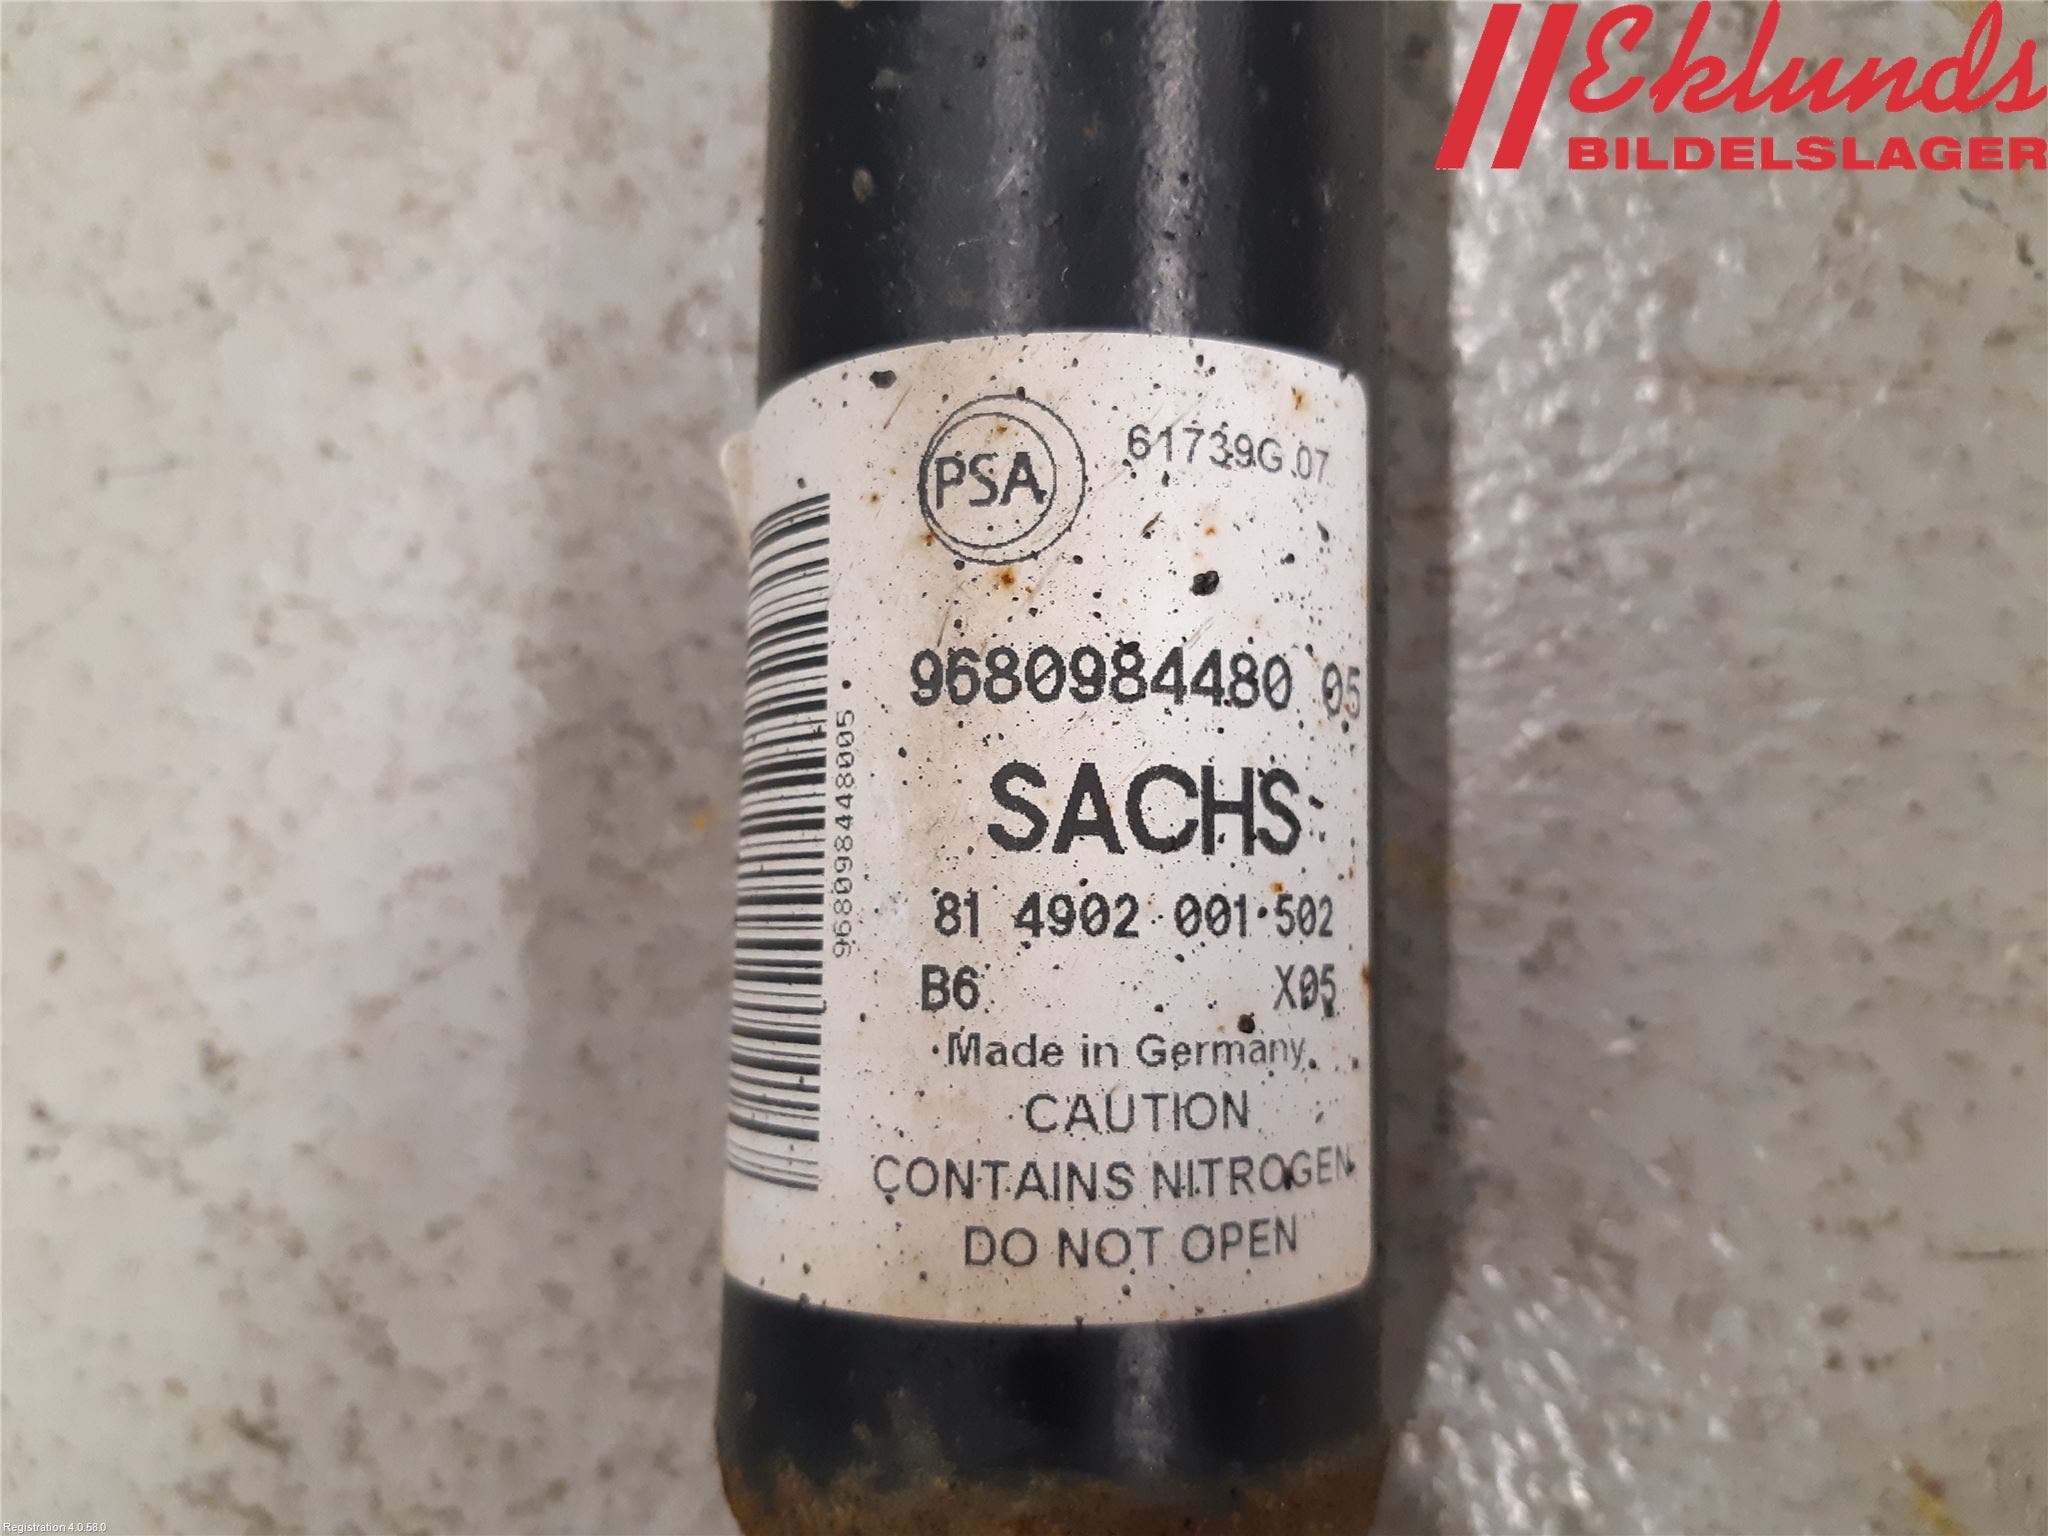 Eklunds
BILDELSLAGER
PSA
61739G.07
9680984480 05
968098448005
SACHS
81 4902 001 502
B6 X05
Made in Germany
CAUTION
CONTAINS NITROGEN
DO NOT OPEN
Registration 4.0.58.0